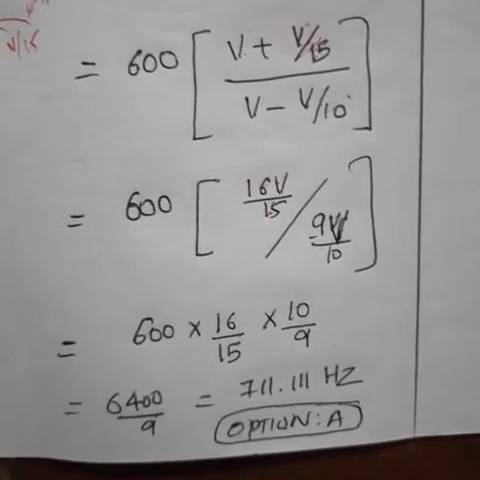 V/15
= 600 [ V + V/15 / V - V/10 ]
= 600 [ 16V/15 / 9V/10 ]
= 600 × 16/15 × 10/9
= 6400/9 = 711.111 HZ
OPTION: A